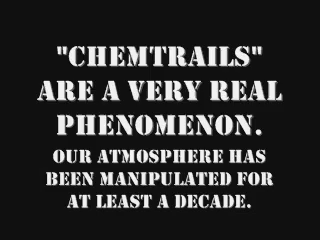 "CHEMTRAILS"
ARE A VERY REAL
PHENOMENON.
OUR ATMOSPHERE HAS
BEEN MANIPULATED FOR
AT LEAST A DECADE.